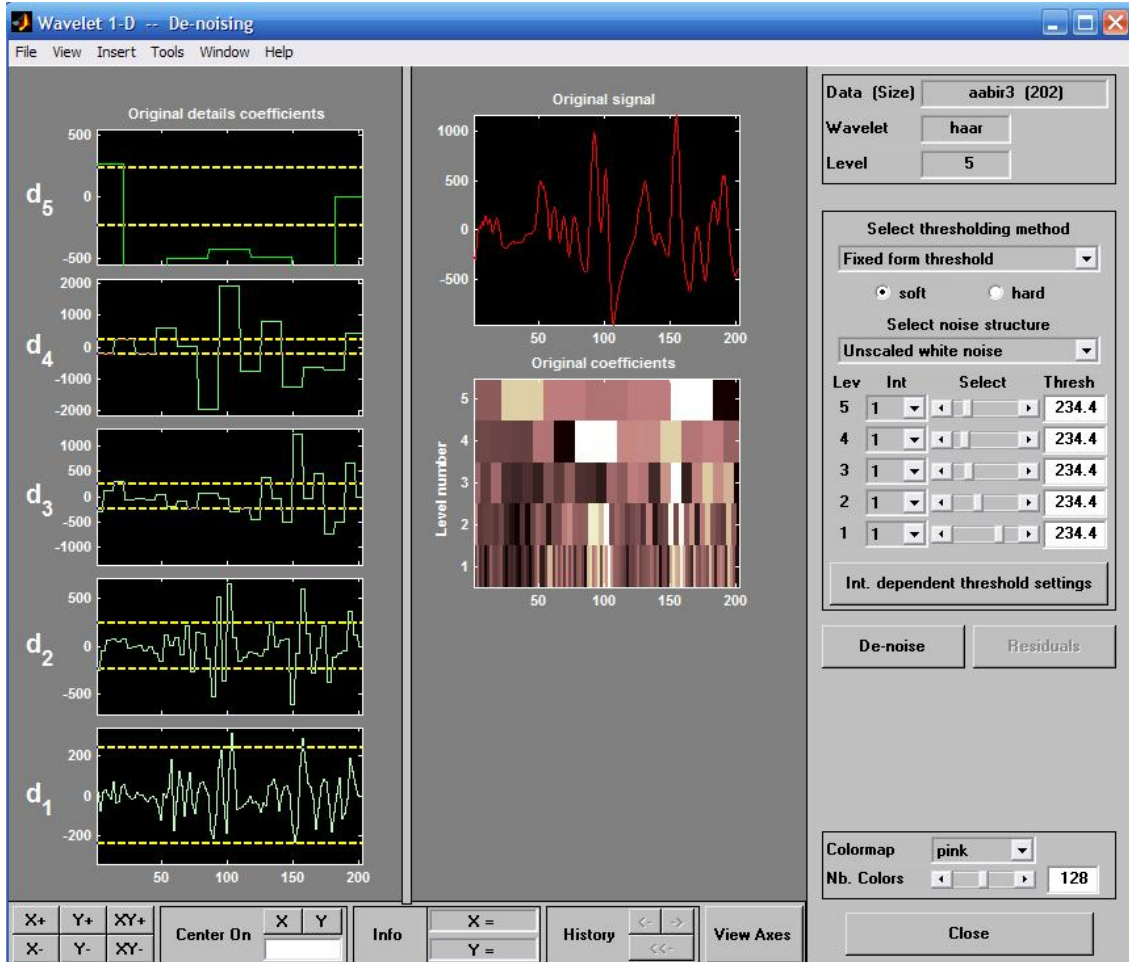 Wavelet 1-D -- De-noising
File View Insert Tools Window Help
Original details coefficients
d5
500
0
-500
d4
2000
1000
0
-1000
-2000
d3
1000
500
0
-500
-1000
d2
500
0
-500
d1
200
0
-200
50 100 150 200
Original signal
1000
500
0
-500
50 100 150 200
Original coefficients
Level number
5
4
3
2
1
50 100 150 200
Data (Size) aabir3 (202)
Wavelet haar
Level 5
Select thresholding method
Fixed form threshold
soft hard
Select noise structure
Unscaled white noise
Lev Int Select Thresh
5 1 234.4
4 1 234.4
3 1 234.4
2 1 234.4
1 1 234.4
Int. dependent threshold settings
De-noise Residuals
Colormap pink
Nb. Colors 128
Close
X+ Y+ XY+
X- Y- XY-
Center On X Y
Info X =
Y =
History <- ->
<<-
View Axes